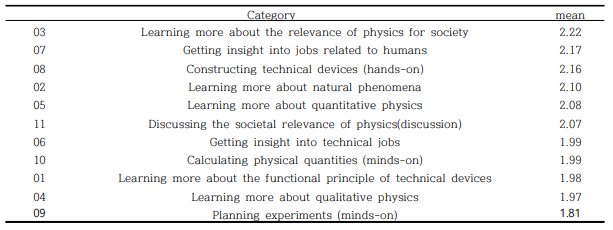 Category mean
03 Learning more about the relevance of physics for society 2.22
07 Getting insight into jobs related to humans 2.17
08 Constructing technical devices (hands-on) 2.16
02 Learning more about natural phenomena 2.10
05 Learning more about quantitative physics 2.08
11 Discussing the societal relevance of physics(discussion) 2.07
06 Getting insight into technical jobs 1.99
10 Calculating physical quantities (minds-on) 1.99
01 Learning more about the functional principle of technical devices 1.98
04 Learning more about qualitative physics 1.97
09 Planning experiments (minds-on) 1.81